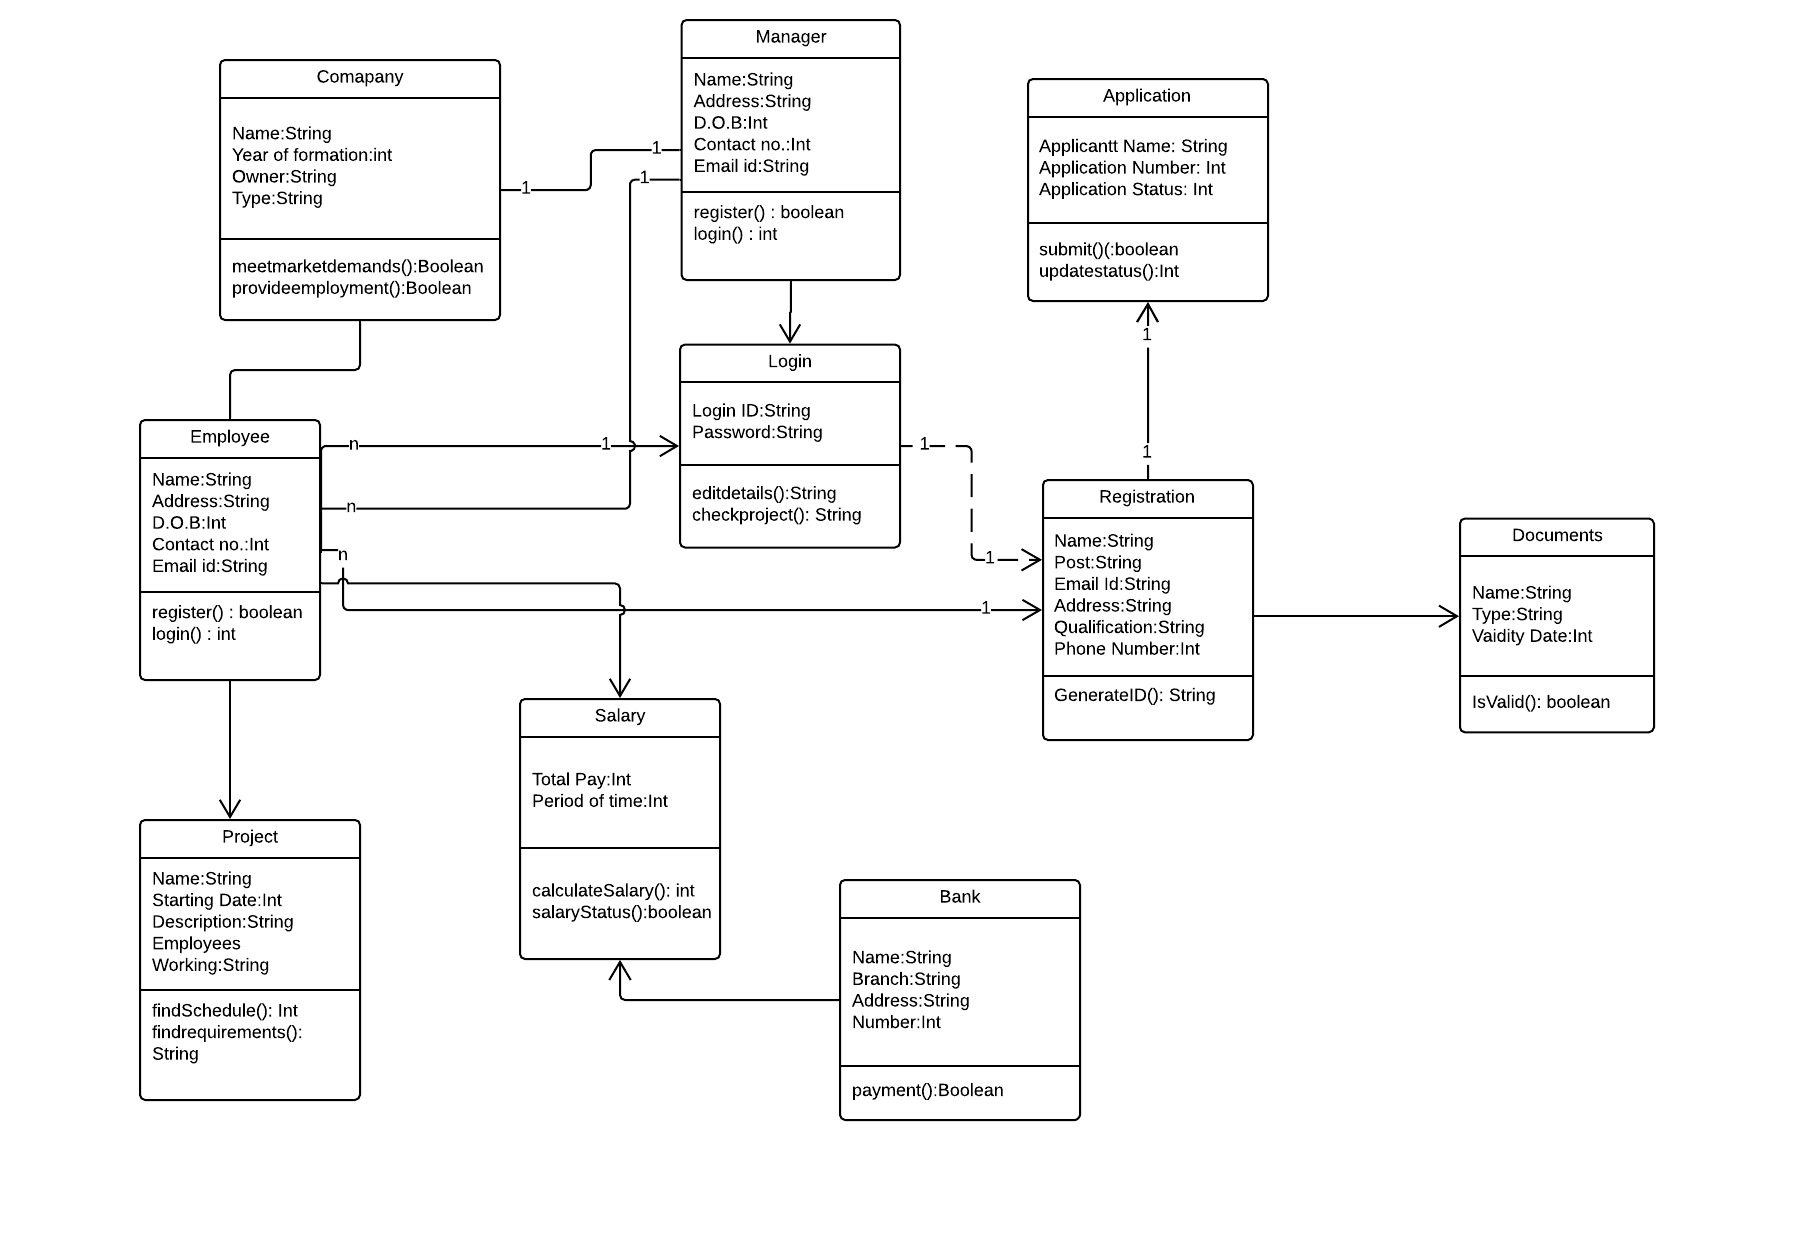 Comapany
Name:String
Year of formation:int
Owner:String
Type:String
meetmarketdemands():Boolean
provideemployment():Boolean
1
1
1
Manager
Name:String
Address:String
D.O.B:Int
Contact no.:Int
Email id:String
register() : boolean
login() : int
Application
Applicantt Name: String
Application Number: Int
Application Status: Int
submit()(:boolean
updatestatus():Int
1
1
Login
Login ID:String
Password:String
editdetails():String
checkproject(): String
1
1
Employee
Name:String
Address:String
D.O.B:Int
Contact no.:Int
Email id:String
register() : boolean
login() : int
n
1
n
n
1
Registration
Name:String
Post:String
Email Id:String
Address:String
Qualification:String
Phone Number:Int
GenerateID(): String
Documents
Name:String
Type:String
Vaidity Date:Int
IsValid(): boolean
Salary
Total Pay:Int
Period of time:Int
calculateSalary(): int
salaryStatus():boolean
Project
Name:String
Starting Date:Int
Description:String
Employees
Working:String
findSchedule(): Int
findrequirements():
String
Bank
Name:String
Branch:String
Address:String
Number:Int
payment():Boolean